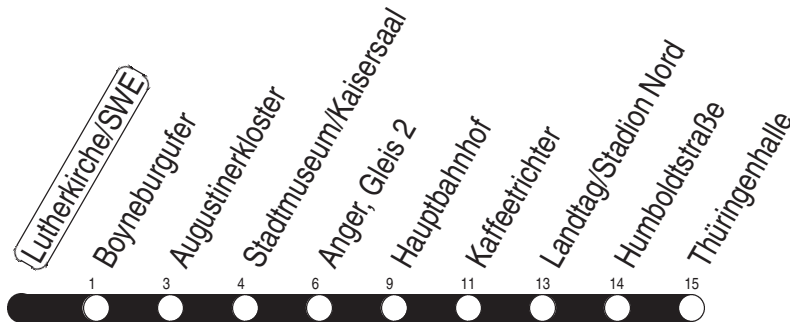 Lutherkirche/SWE
Boyneburgufer
Augustinerkloster
Stadtmuseum/Kaisersaal
Anger, Gleis 2
Hauptbahnhof
Kaffeetrichter
Landtag/Stadion Nord
Humboldtstraße
Thüringenhalle
1 3 4 6 9 11 13 14 15